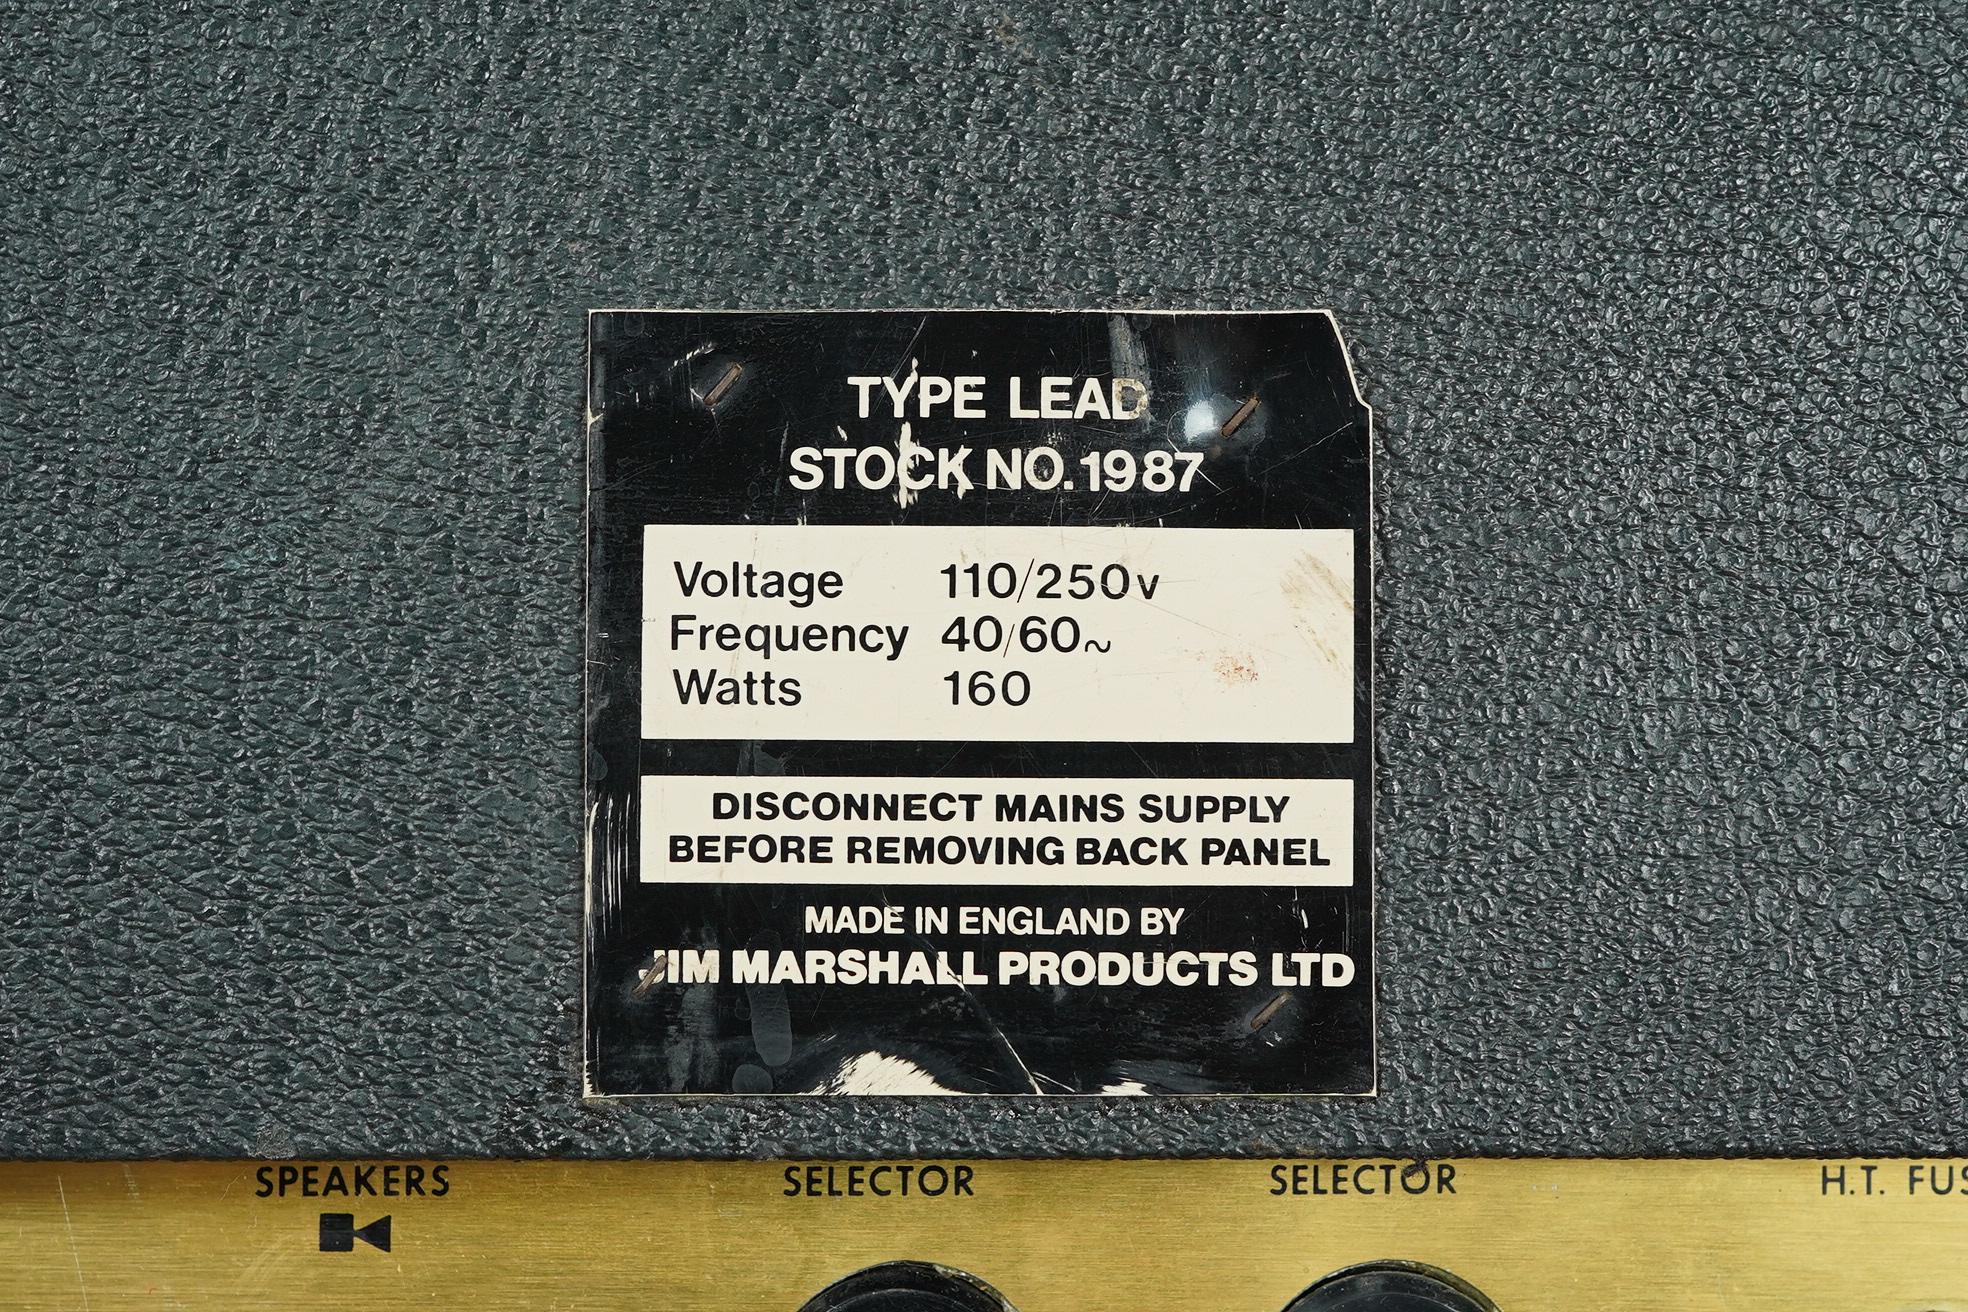 TYPE LEAD
STOCK NO. 1987
Voltage 110/250v
Frequency 40/60~
Watts 160
DISCONNECT MAINS SUPPLY
BEFORE REMOVING BACK PANEL
MADE IN ENGLAND BY
JIM MARSHALL PRODUCTS LTD
SPEAKERS SELECTOR SELECTOR H.T.